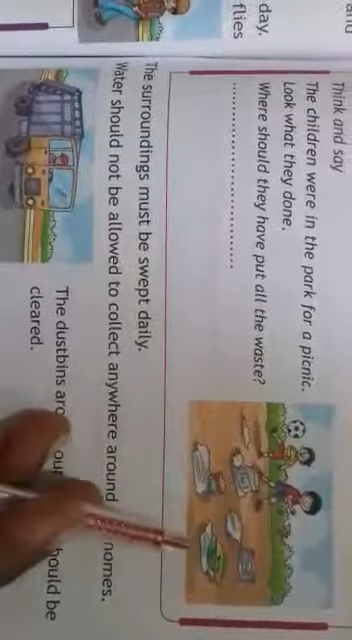 and
day.
flies
Think and say
The children were in the park for a picnic.
Look what they done.
Where should they have put all the waste?
........................................
The surroundings must be swept daily.
Water should not be allowed to collect anywhere around homes.
The dustbins be
cleared.